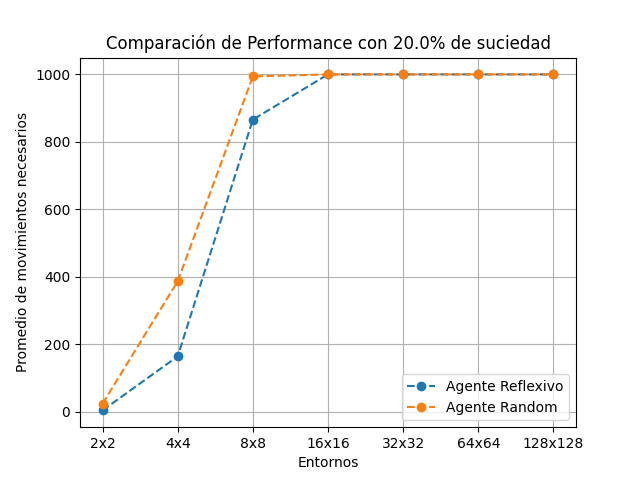 Comparación de Performance con 20.0% de suciedad
Promedio de movimientos necesarios
1000
800
600
400
200
0
2x2 4x4 8x8 16x16 32x32 64x64 128x128
Entornos
Agente Reflexivo
Agente Random